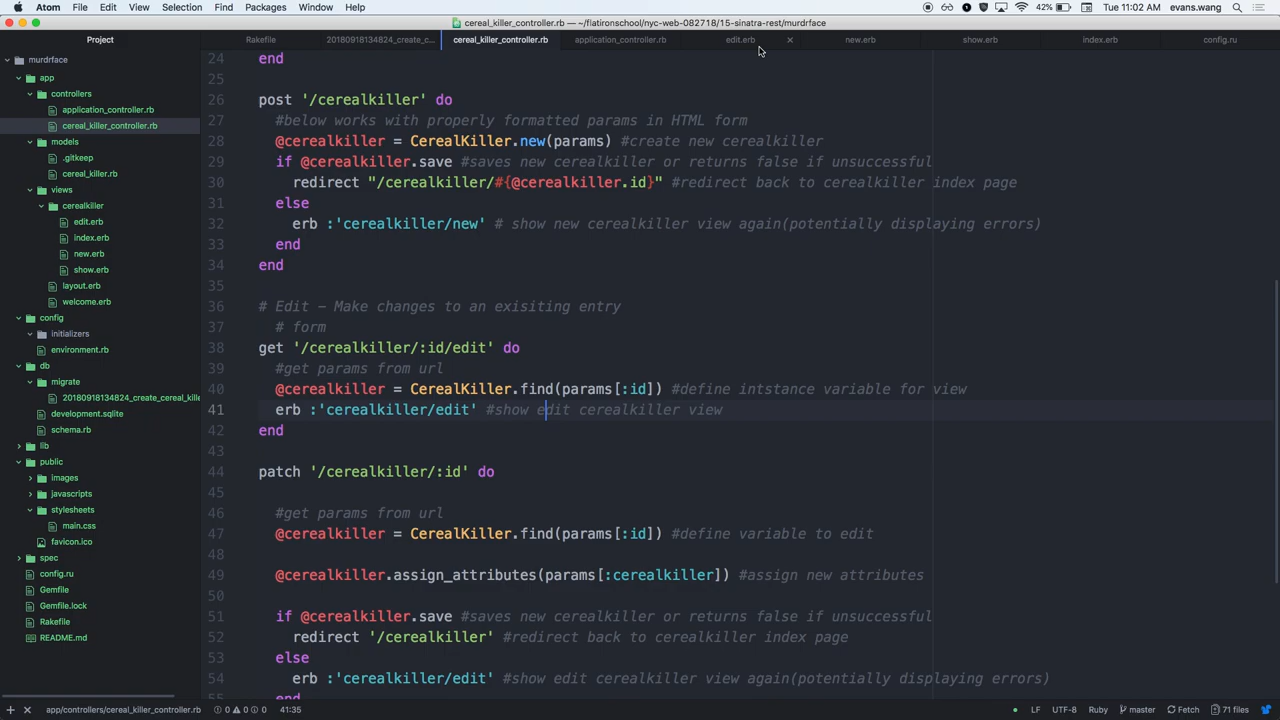 Atom File Edit View Selection Find Packages Window Help 42% Tue 11:02 AM evans.wang
cereal_killer_controller.rb — ~/flatironschool/nyc-web-082718/15-sinatra-rest/murdrface
Project
Rakefile 20180918134824_create_c... cereal_killer_controller.rb application_controller.rb edit.erb new.erb show.erb index.erb config.ru
murdrface
app
controllers
application_controller.rb
cereal_killer_controller.rb
models
.gitkeep
cereal_killer.rb
views
cerealkiller
edit.erb
index.erb
new.erb
show.erb
layout.erb
welcome.erb
config
initializers
environment.rb
db
migrate
20180918134824_create_cereal_kille
development.sqlite
schema.rb
lib
public
images
javascripts
stylesheets
main.css
favicon.ico
spec
config.ru
Gemfile
Gemfile.lock
Rakefile
README.md
24 end
25
26 post '/cerealkiller' do
27 #below works with properly formatted params in HTML form
28 @cerealkiller = CerealKiller.new(params) #create new cerealkiller
29 if @cerealkiller.save #saves new cerealkiller or returns false if unsuccessful
30 redirect "/cerealkiller/#{@cerealkiller.id}" #redirect back to cerealkiller index page
31 else
32 erb :'cerealkiller/new' # show new cerealkiller view again(potentially displaying errors)
33 end
34 end
35
36 # Edit - Make changes to an exisiting entry
37 # form
38 get '/cerealkiller/:id/edit' do
39 #get params from url
40 @cerealkiller = CerealKiller.find(params[:id]) #define intstance variable for view
41 erb :'cerealkiller/edit' #show edit cerealkiller view
42 end
43
44 patch '/cerealkiller/:id' do
45
46 #get params from url
47 @cerealkiller = CerealKiller.find(params[:id]) #define variable to edit
48
49 @cerealkiller.assign_attributes(params[:cerealkiller]) #assign new attributes
50
51 if @cerealkiller.save #saves new cerealkiller or returns false if unsuccessful
52 redirect '/cerealkiller' #redirect back to cerealkiller index page
53 else
54 erb :'cerealkiller/edit' #show edit cerealkiller view again(potentially displaying errors)
55 end
app/controllers/cereal_killer_controller.rb 0 0 0 41:35 LF UTF-8 Ruby master Fetch 71 files